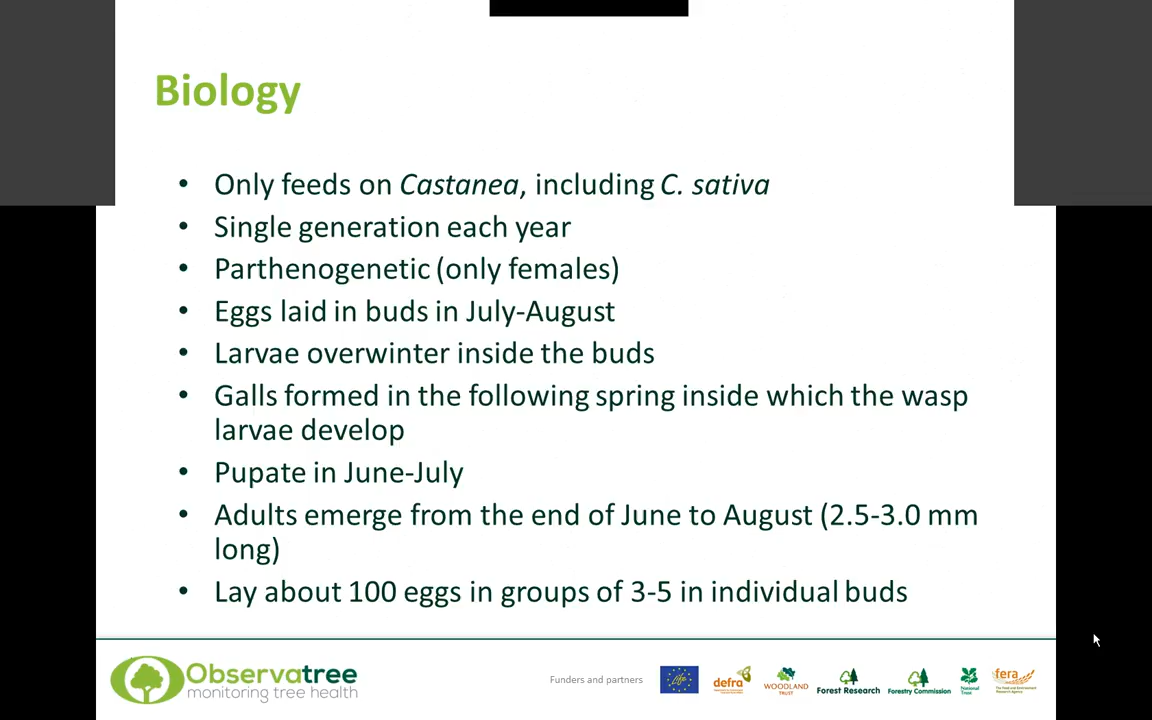 Biology
• Only feeds on Castanea, including C. sativa
• Single generation each year
• Parthenogenetic (only females)
• Eggs laid in buds in July-August
• Larvae overwinter inside the buds
• Galls formed in the following spring inside which the wasp
larvae develop
• Pupate in June-July
• Adults emerge from the end of June to August (2.5-3.0 mm
long)
• Lay about 100 eggs in groups of 3-5 in individual buds
Observatree
monitoring tree health
Funders and partners
life
defra
WOODLAND
TRUST
Forest Research
Forestry Commission
National
Trust
fera